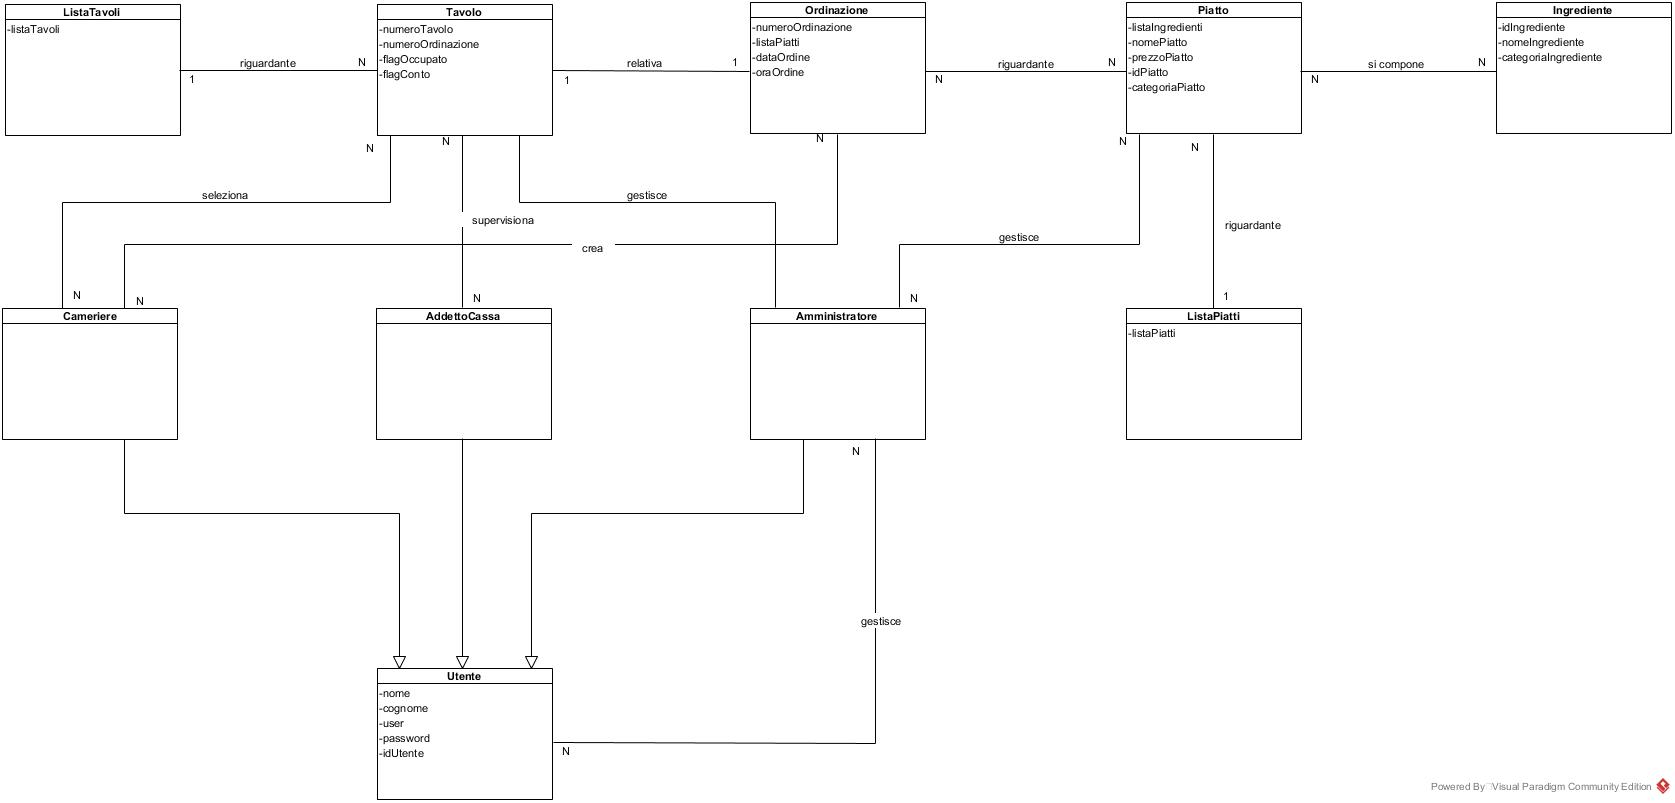 ListaTavoli
-listaTavoli
riguardante
1
N
Tavolo
-numeroTavolo
-numeroOrdinazione
-flagOccupato
-flagConto
relativa
1
1
Ordinazione
-numeroOrdinazione
-listaPiatti
-dataOrdine
-oraOrdine
riguardante
N
N
Piatto
-listaIngredienti
-nomePiatto
-prezzoPiatto
-idPiatto
-categoriaPiatto
si compone
N
N
Ingrediente
-idIngrediente
-nomeIngrediente
-categoriaIngrediente
N
N
N
N
N
seleziona
gestisce
supervisiona
crea
gestisce
riguardante
N
N
N
N
1
Cameriere
AddettoCassa
Amministratore
ListaPiatti
-listaPiatti
N
gestisce
Utente
-nome
-cognome
-user
-password
-idUtente
N
Powered By Visual Paradigm Community Edition